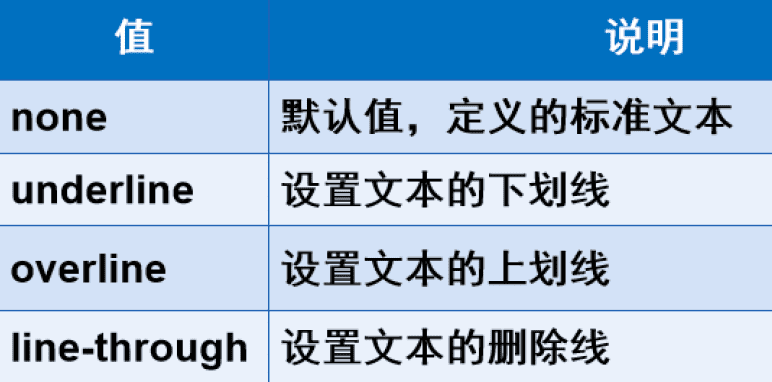 值 说明
none 默认值，定义的标准文本
underline 设置文本的下划线
overline 设置文本的上划线
line-through 设置文本的删除线